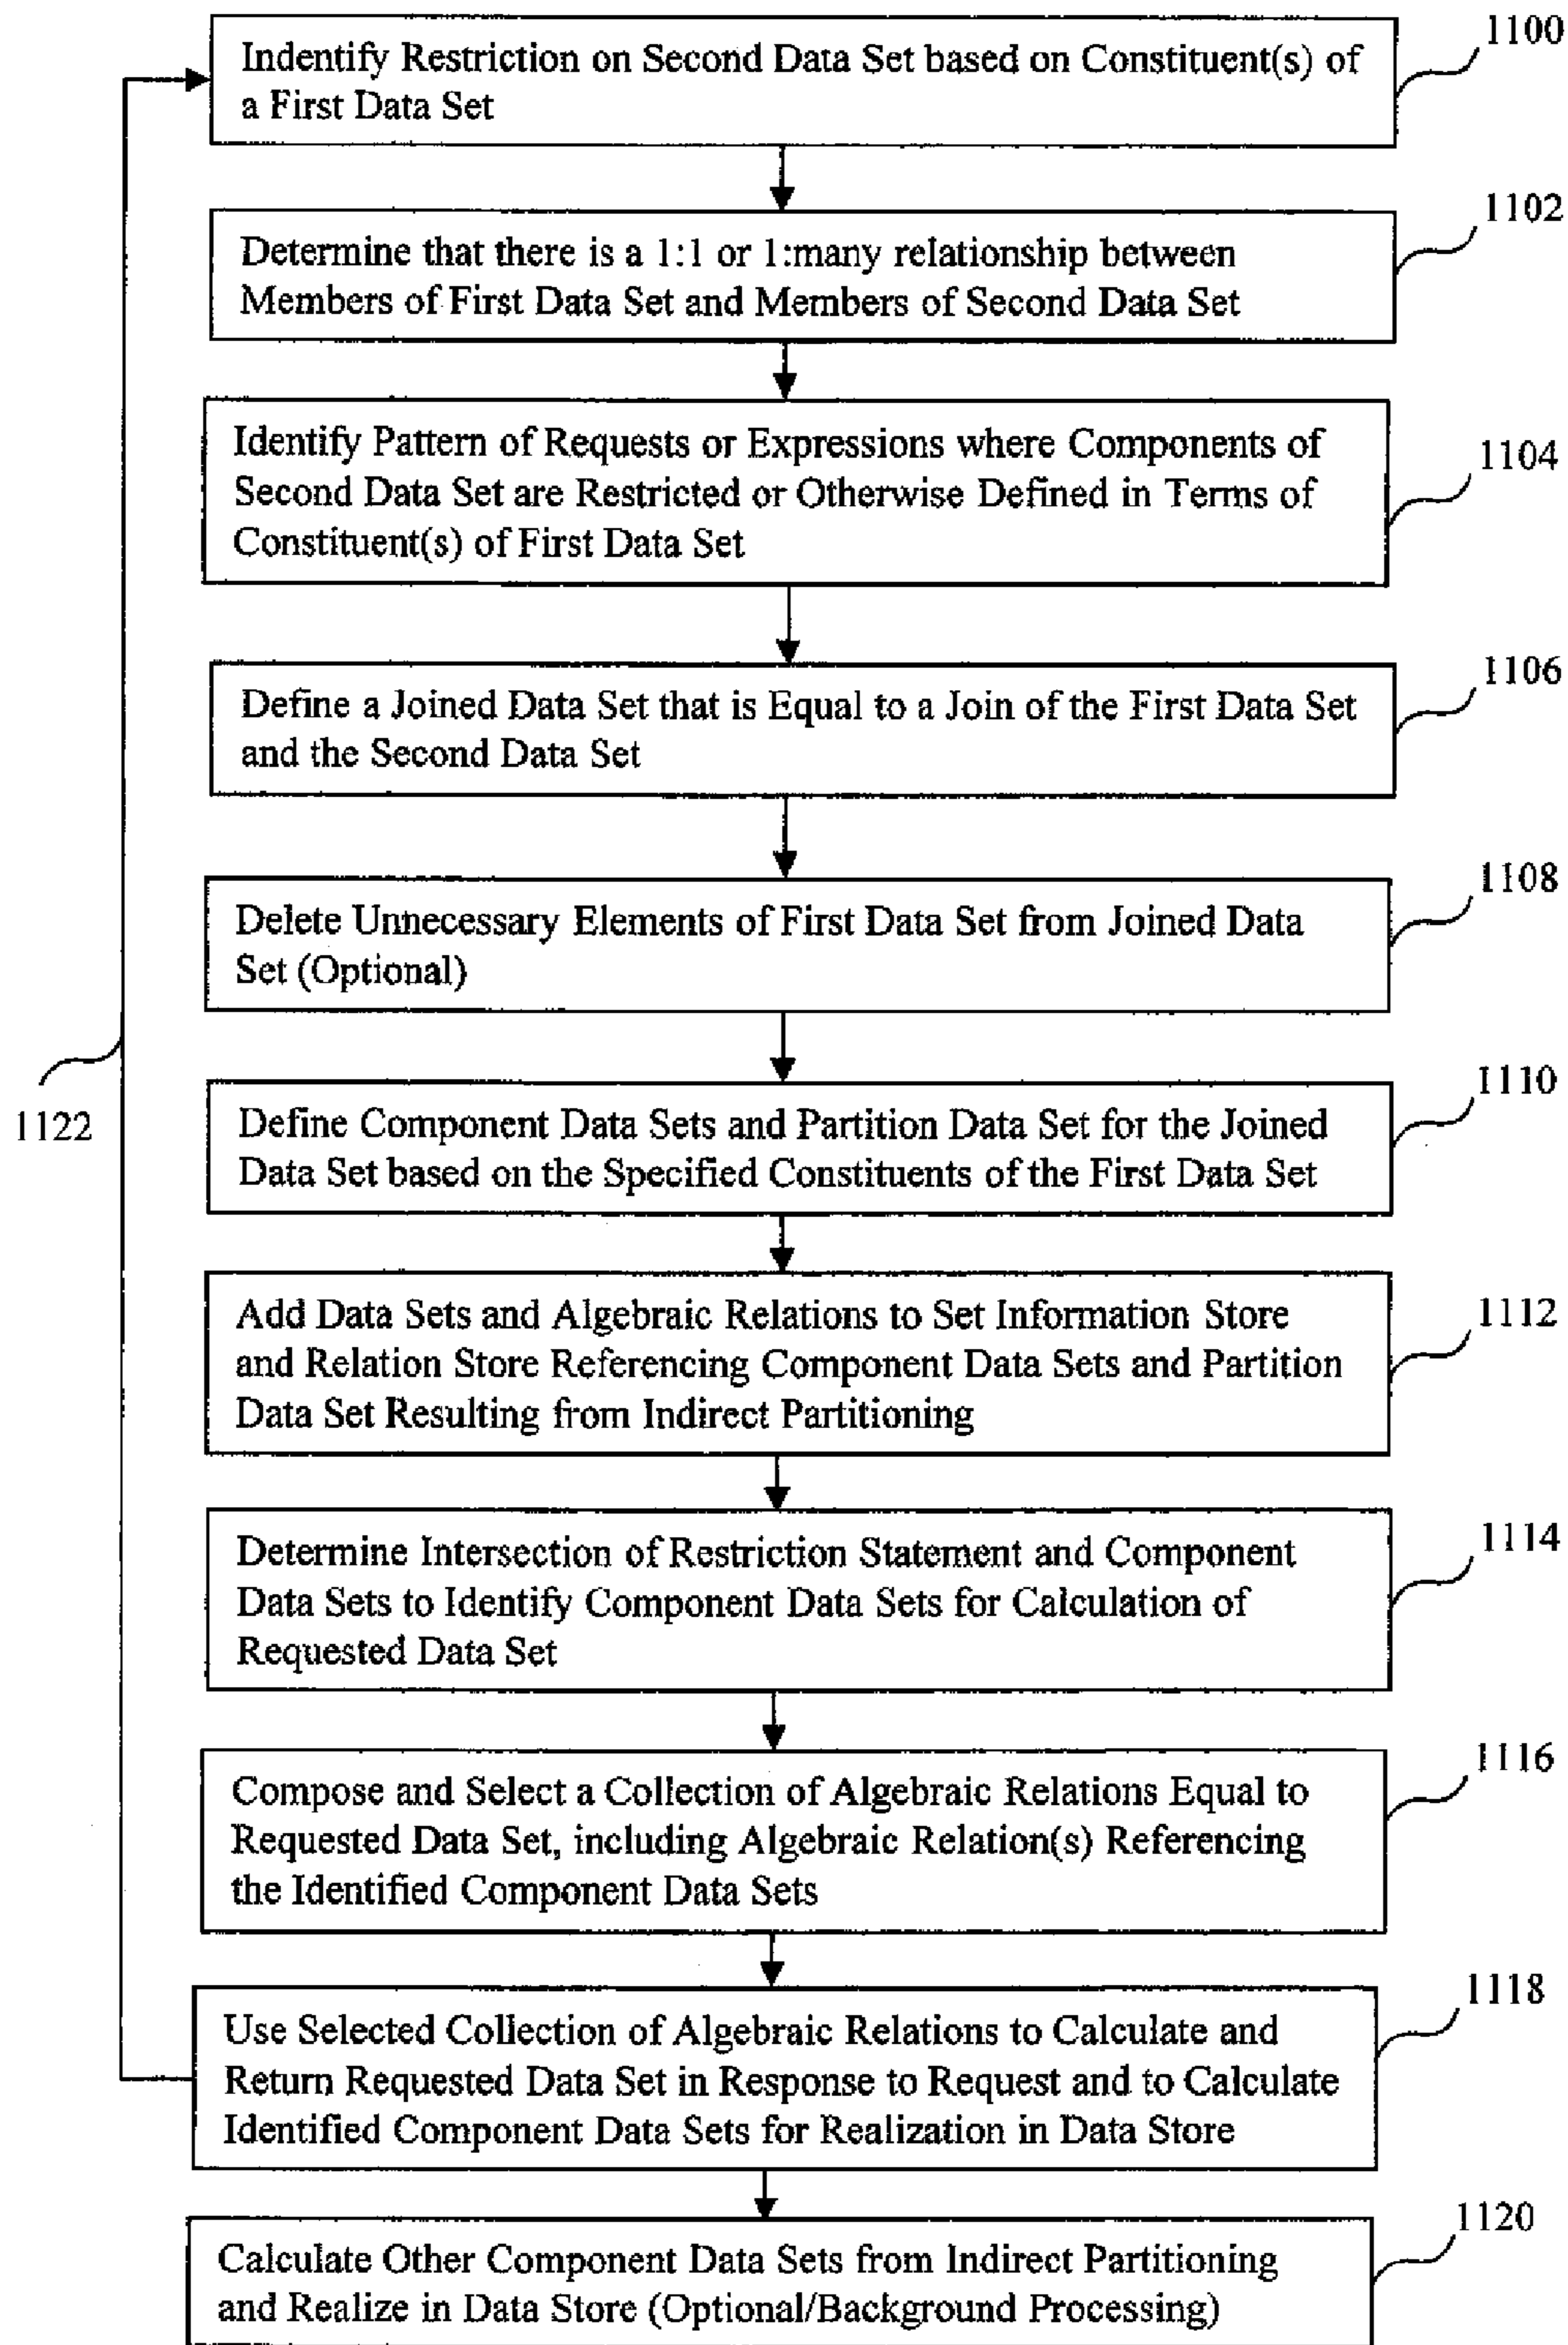 1100
Indentify Restriction on Second Data Set based on Constituent(s) of
a First Data Set
1102
Determine that there is a 1:1 or 1:many relationship between
Members of First Data Set and Members of Second Data Set
1104
Identify Pattern of Requests or Expressions where Components of
Second Data Set are Restricted or Otherwise Defined in Terms of
Constituent(s) of First Data Set
1106
Define a Joined Data Set that is Equal to a Join of the First Data Set
and the Second Data Set
1108
Delete Unnecessary Elements of First Data Set from Joined Data
Set (Optional)
1110
Define Component Data Sets and Partition Data Set for the Joined
Data Set based on the Specified Constituents of the First Data Set
1122
1112
Add Data Sets and Algebraic Relations to Set Information Store
and Relation Store Referencing Component Data Sets and Partition
Data Set Resulting from Indirect Partitioning
1114
Determine Intersection of Restriction Statement and Component
Data Sets to Identify Component Data Sets for Calculation of
Requested Data Set
1116
Compose and Select a Collection of Algebraic Relations Equal to
Requested Data Set, including Algebraic Relation(s) Referencing
the Identified Component Data Sets
1118
Use Selected Collection of Algebraic Relations to Calculate and
Return Requested Data Set in Response to Request and to Calculate
Identified Component Data Sets for Realization in Data Store
1120
Calculate Other Component Data Sets from Indirect Partitioning
and Realize in Data Store (Optional/Background Processing)